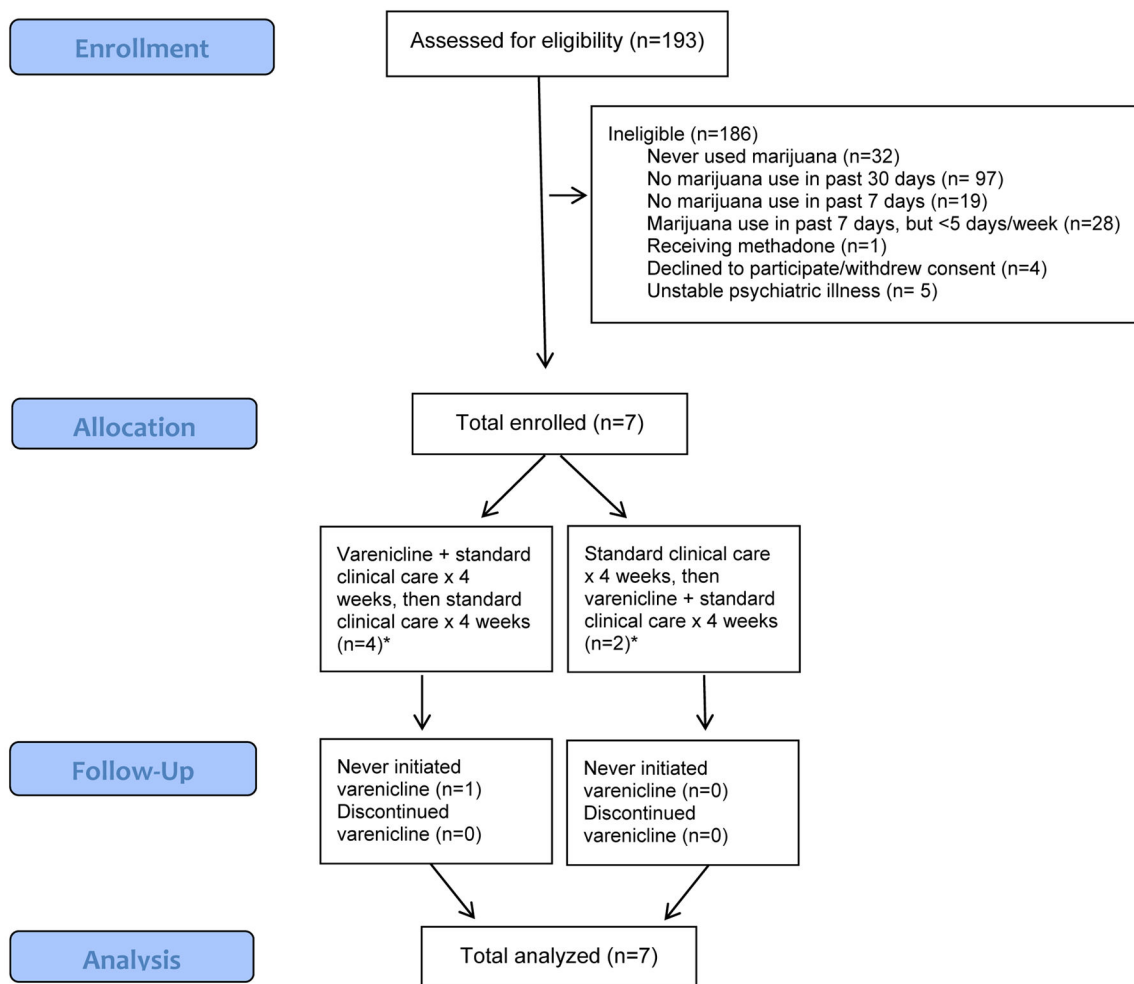 Enrollment
Assessed for eligibility (n=193)
Ineligible (n=186)
Never used marijuana (n=32)
No marijuana use in past 30 days (n= 97)
No marijuana use in past 7 days (n=19)
Marijuana use in past 7 days, but <5 days/week (n=28)
Receiving methadone (n=1)
Declined to participate/withdrew consent (n=4)
Unstable psychiatric illness (n= 5)
Allocation
Total enrolled (n=7)
Varenicline + standard
clinical care x 4
weeks, then standard
clinical care x 4 weeks
(n=4)*
Standard clinical care
x 4 weeks, then
varenicline + standard
clinical care x 4 weeks
(n=2)*
Follow-Up
Never initiated
varenicline (n=1)
Discontinued
varenicline (n=0)
Never initiated
varenicline (n=0)
Discontinued
varenicline (n=0)
Analysis
Total analyzed (n=7)